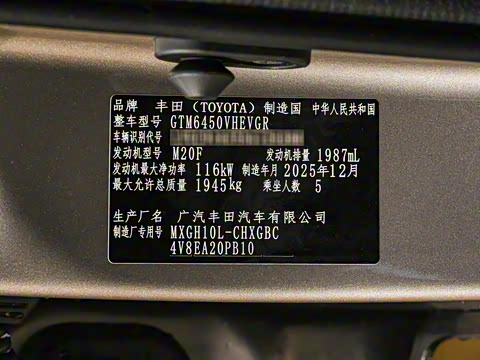 品牌 丰田（TOYOTA）制造国 中华人民共和国
整车型号 GTM6450VHEVGR
车辆识别代号
发动机型号 M20F 发动机排量 1987mL
发动机最大净功率 116kW 制造年月 2025年12月
最大允许总质量 1945kg 乘坐人数 5
生产厂名 广汽丰田汽车有限公司
制造厂专用号 MXGH10L-CHXGBC
4V8EA20PB10